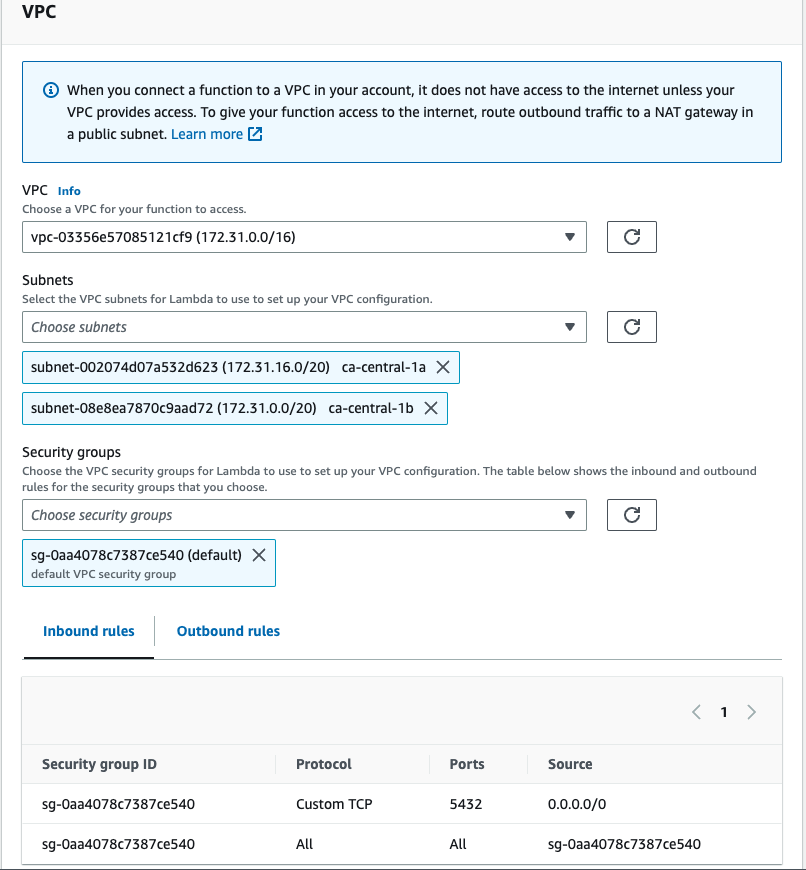 VPC
When you connect a function to a VPC in your account, it does not have access to the internet unless your
VPC provides access. To give your function access to the internet, route outbound traffic to a NAT gateway in
a public subnet. Learn more
VPC Info
Choose a VPC for your function to access.
vpc-03356e57085121cf9 (172.31.0.0/16)
Subnets
Select the VPC subnets for Lambda to use to set up your VPC configuration.
Choose subnets
subnet-002074d07a532d623 (172.31.16.0/20) ca-central-1a
subnet-08e8ea7870c9aad72 (172.31.0.0/20) ca-central-1b
Security groups
Choose the VPC security groups for Lambda to use to set up your VPC configuration. The table below shows the inbound and outbound
rules for the security groups that you choose.
Choose security groups
sg-0aa4078c7387ce540 (default)
default VPC security group
Inbound rules Outbound rules
1
Security group ID Protocol Ports Source
sg-0aa4078c7387ce540 Custom TCP 5432 0.0.0.0/0
sg-0aa4078c7387ce540 All All sg-0aa4078c7387ce540